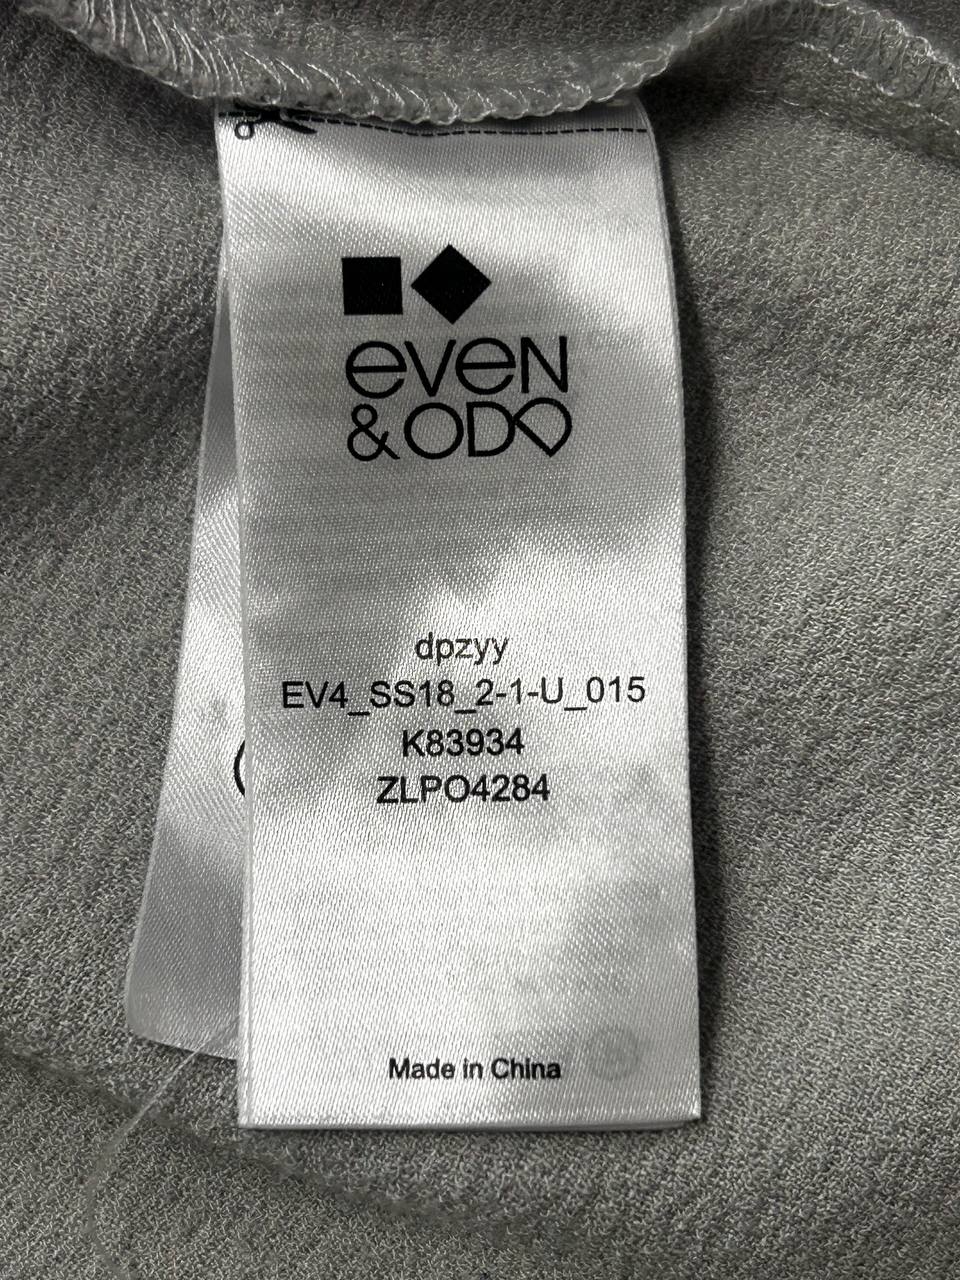 even
&ODD
dpzyy
EV4_SS18_2-1-U_015
K83934
ZLPO4284
Made in China